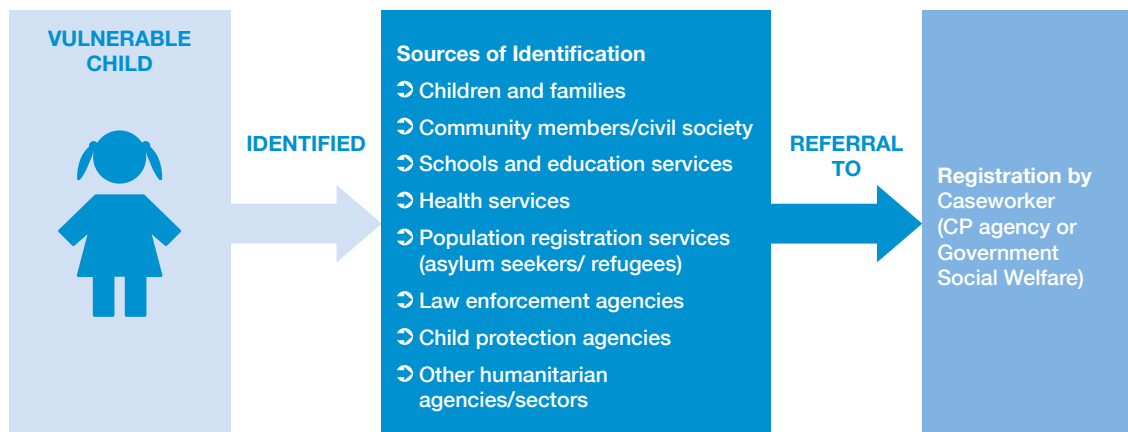 VULNERABLE
CHILD
IDENTIFIED
Sources of Identification
Children and families
Community members/civil society
Schools and education services
Health services
Population registration services
(asylum seekers/ refugees)
Law enforcement agencies
Child protection agencies
Other humanitarian
agencies/sectors
REFERRAL
TO
Registration by
Caseworker
(CP agency or
Government
Social Welfare)